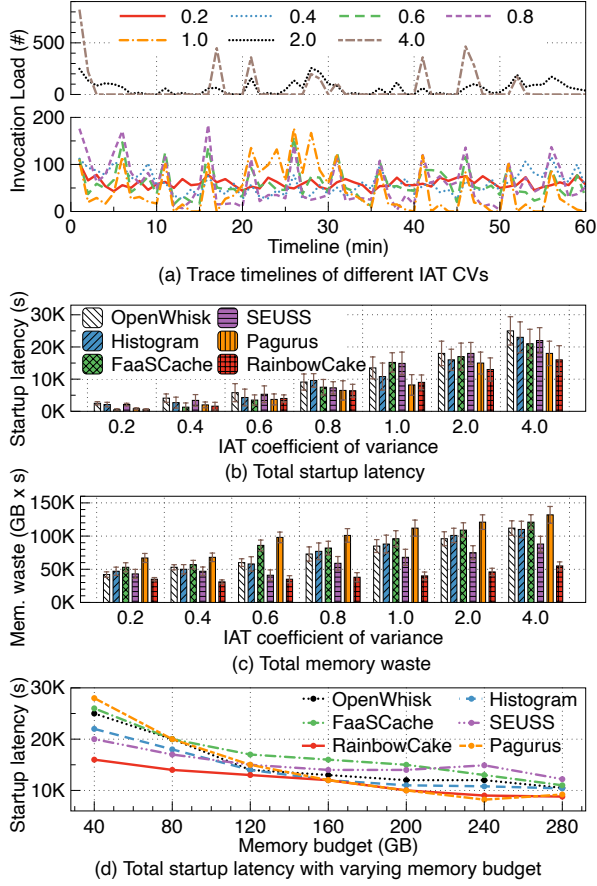 0.2 0.4 0.6 0.8
1.0 2.0 4.0
Invocation Load (#)
500
0
200
100
0
0 10 20 30 40 50 60
Timeline (min)
(a) Trace timelines of different IAT CVs
Startup latency (s)
30K
20K
10K
0K
OpenWhisk SEUSS
Histogram Pagurus
FaaSCache RainbowCake
0.2 0.4 0.6 0.8 1.0 2.0 4.0
IAT coefficient of variance
(b) Total startup latency
Mem. waste (GB x s)
150K
100K
50K
0K
0.2 0.4 0.6 0.8 1.0 2.0 4.0
IAT coefficient of variance
(c) Total memory waste
Startup latency (s)
30K
20K
10K
OpenWhisk Histogram
FaaSCache SEUSS
RainbowCake Pagurus
40 80 120 160 200 240 280
Memory budget (GB)
(d) Total startup latency with varying memory budget